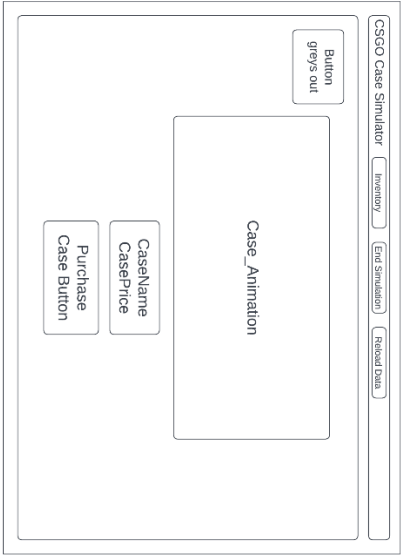 CSGO Case Simulator
Inventory
End Simulation
Reload Data
Button
greys out
Case_Animation
CaseName
CasePrice
Purchase
Case Button